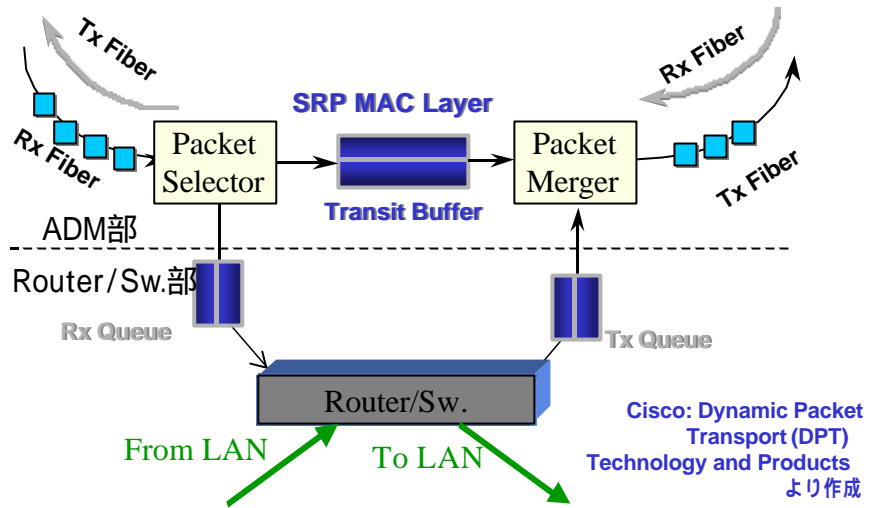 Tx Fiber
Rx Fiber
SRP MAC Layer
Rx Fiber
Packet
Selector
Packet
Merger
Transit Buffer
Tx Fiber
ADM部
Router/Sw.部
Rx Queue
Tx Queue
Router/Sw.
From LAN
To LAN
Cisco: Dynamic Packet
Transport (DPT)
Technology and Products
より作成